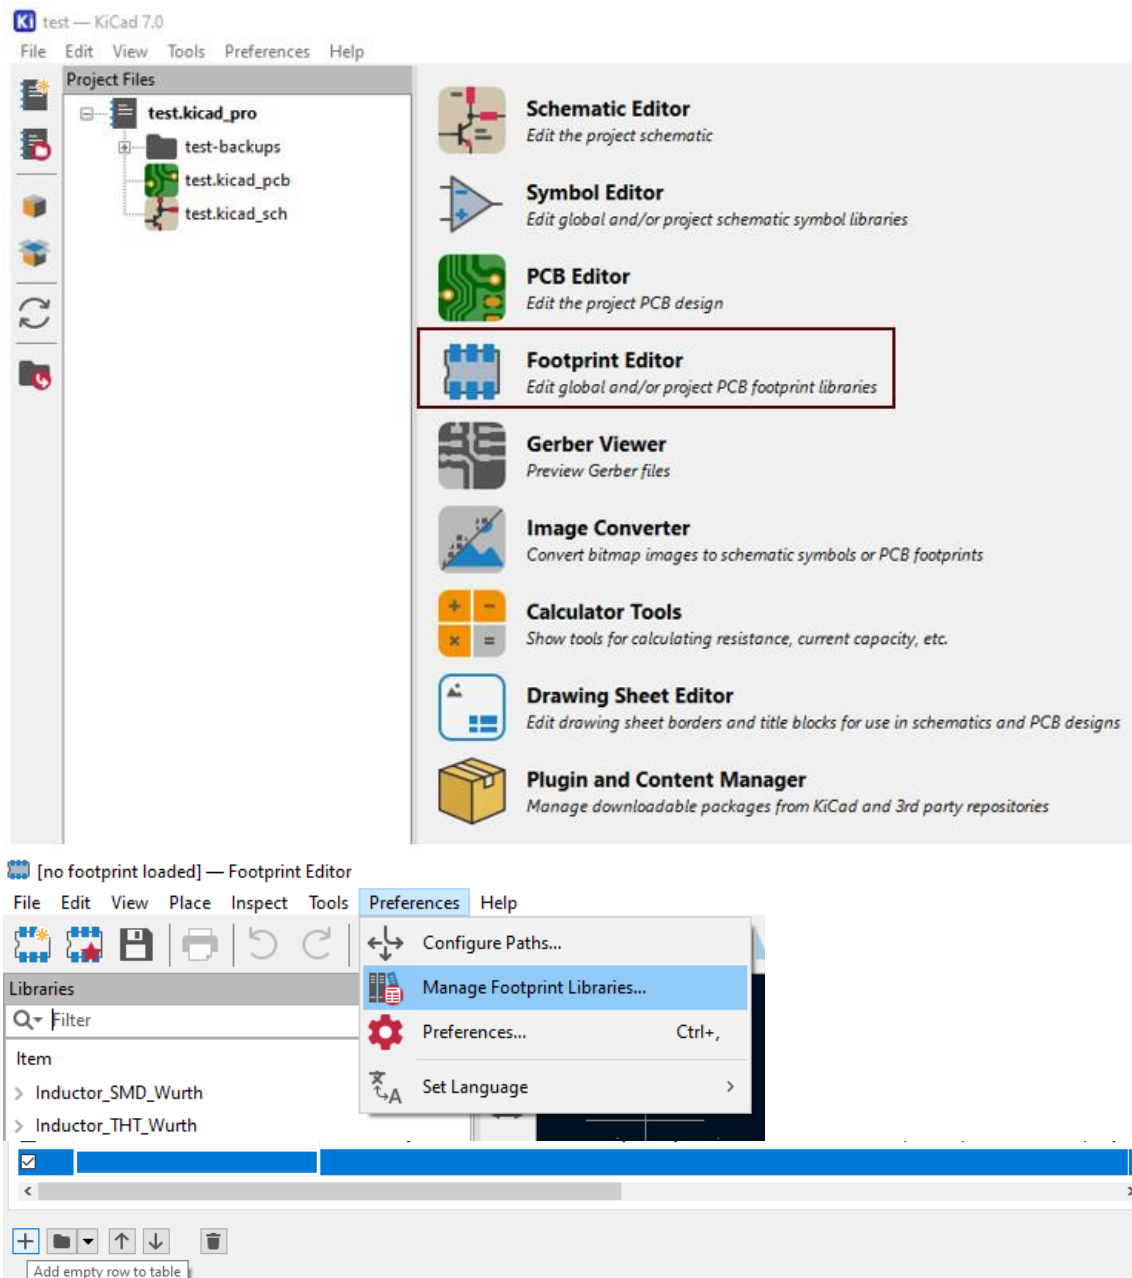 test — KiCad 7.0
File Edit View Tools Preferences Help
Project Files
test.kicad_pro
test-backups
test.kicad_pcb
test.kicad_sch
Schematic Editor
Edit the project schematic
Symbol Editor
Edit global and/or project schematic symbol libraries
PCB Editor
Edit the project PCB design
Footprint Editor
Edit global and/or project PCB footprint libraries
Gerber Viewer
Preview Gerber files
Image Converter
Convert bitmap images to schematic symbols or PCB footprints
Calculator Tools
Show tools for calculating resistance, current capacity, etc.
Drawing Sheet Editor
Edit drawing sheet borders and title blocks for use in schematics and PCB designs
Plugin and Content Manager
Manage downloadable packages from KiCad and 3rd party repositories
[no footprint loaded] — Footprint Editor
File Edit View Place Inspect Tools Preferences Help
Configure Paths...
Manage Footprint Libraries...
Preferences... Ctrl+,
Set Language
Libraries
Filter
Item
Inductor_SMD_Wurth
Inductor_THT_Wurth
Add empty row to table